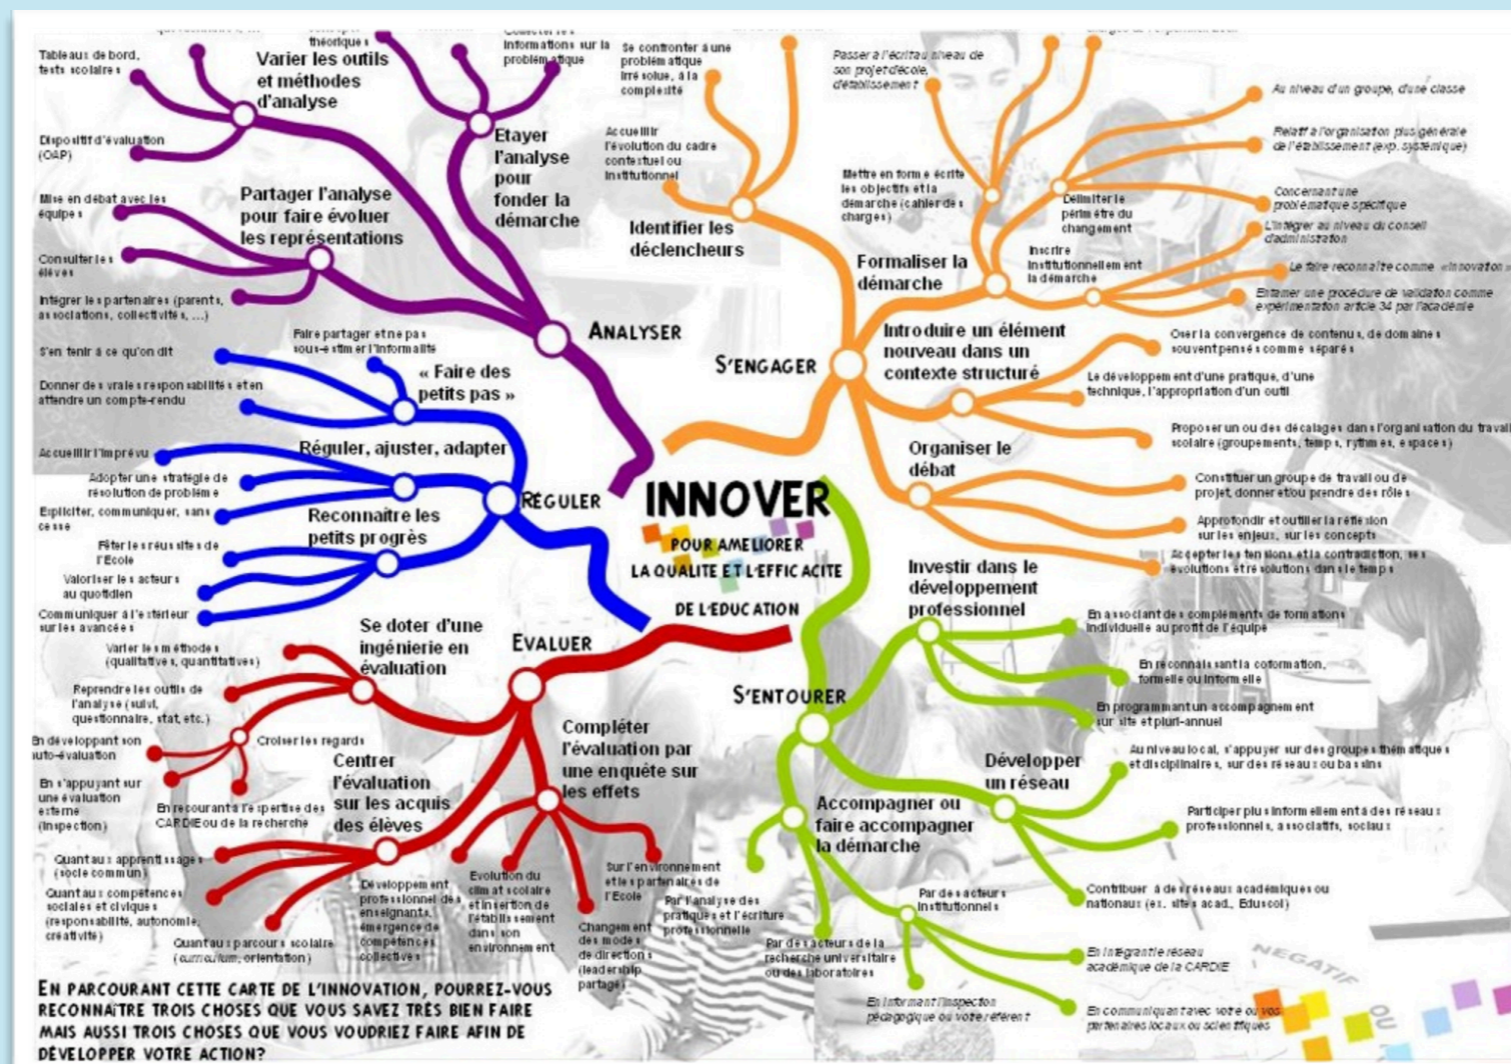 théoriques
Informations sur la
problématique
Tableaux de bord,
tests scolaires
Varier les outils
et méthodes
d'analyse
Dispositif d'évaluation
(OAP)
Etayer
l'analyse
pour
fonder la
démarche
Mise en débat avec les
équipes
Partager l'analyse
pour faire évoluer
les représentations
Consulter les
élèves
Intégrer les partenaires (parents,
associations, collectivités, ...)
ANALYSER
Faire partager et ne pas
sous-estimer l'informalité
S'en tenir à ce qu'on dit
« Faire des
petits pas »
Donner des vraies responsabilités et en
attendre un compte-rendu
Réguler, ajuster, adapter
Accueillir l'imprévu
Adopter une stratégie de
résolution de problème
RÉGULER
Expliciter, communiquer, sans
cesse
Reconnaître les
petits progrès
Fêter les réussites de
l'Ecole
Valoriser les acteurs
au quotidien
Communiquer à l'extérieur
sur les avancées
Se confronter à une
problématique
irrésolue, à la
complexité
Accueillir
l'évolution du cadre
contextuel ou
Institutionnel
Identifier les
déclencheurs
Passer à l'écrit au niveau de
son projet d'école,
d'établissement
Mettre en forme écrite
les objectifs et la
démarche (cahier des
charges)
Formaliser la
démarche
Délimiter le
périmètre du
changement
Au niveau d'un groupe, d'une classe
Relatif à l'organisation plus générale
de l'établissement (exp. systémique)
Concernant une
problématique spécifique
Inscrire
Institutionnellement
la démarche
L'intégrer au niveau du conseil
d'administration
Le faire reconnaître comme «innovation»
Entamer une procédure de validation comme
expérimentation article 34 par l'académie
S'ENGAGER
Introduire un élément
nouveau dans un
contexte structuré
Oser la convergence de contenus, de domaines
souvent pensés comme séparés
Le développement d'une pratique, d'une
technique, l'appropriation d'un outil
Proposer un ou des décalages dans l'organisation du travail
scolaire (groupements, temps, rythmes, espaces)
Organiser le
débat
Constituer un groupe de travail ou de
projet, donner et/ou prendre des rôles
Approfondir et outiller la réflexion
sur les enjeux, sur les concepts
Accepter les tensions et la contradiction, ses
évolutions et résolutions dans le temps
INNOVER
POUR AMELIORER
LA QUALITE ET L'EFFICACITE
DE L'EDUCATION
EVALUER
Se doter d'une
ingénierie en
évaluation
Varier les méthodes
(qualitatives, quantitatives)
Reprendre les outils de
l'analyse (suivi,
questionnaire, stat, etc.)
Croiser les regards
En développant son
auto-évaluation
En s'appuyant sur
une évaluation
externe
(inspection)
En recourant à l'expertise des
CARDIE ou de la recherche
Centrer
l'évaluation
sur les acquis
des élèves
Quant aux apprentissages
(socle commun)
Quant aux compétences
sociales et civiques
(responsabilité, autonomie,
créativité)
Quant aux parcours scolaire
(curriculum, orientation)
Compléter
l'évaluation par
une enquête sur
les effets
Développement
professionnel des
enseignants,
émergence de
compétences
collectives
Evolution du
climat scolaire
et insertion de
l'établissement
dans son
environnement
Changement
des modes
de directions
(leadership
partagé)
Sur l'environnement
et les partenaires de
l'Ecole
S'ENTOURER
Investir dans le
développement
professionnel
En associant des compléments de formations
individuelle au profit de l'équipe
En reconnaissant la coformation,
formelle ou informelle
En programmant un accompagnement
sur site et pluri-annuel
Développer
un réseau
Au niveau local, s'appuyer sur des groupes thématiques
et disciplinaires, sur des réseaux ou bassins
Participer plus informellement à des réseaux
professionnels, associatifs, sociaux
Contribuer à des réseaux académiques ou
nationaux (ex. sites acad., Eduscol)
Accompagner ou
faire accompagner
la démarche
Par l'analyse des
pratiques et l'écriture
professionnelle
Par des acteurs de la
recherche universitaire
ou des laboratoires
Par des acteurs
Institutionnels
En intégrant le réseau
académique de la CARDIE
En informant l'inspection
pédagogique ou votre référent
En communiquant avec votre ou vos
partenaires locaux ou scientifiques
NEGATIF
OU
EN PARCOURANT CETTE CARTE DE L'INNOVATION, POURREZ-VOUS
RECONNAÎTRE TROIS CHOSES QUE VOUS SAVEZ TRÈS BIEN FAIRE
MAIS AUSSI TROIS CHOSES QUE VOUS VOUDRIEZ FAIRE AFIN DE
DÉVELOPPER VOTRE ACTION?